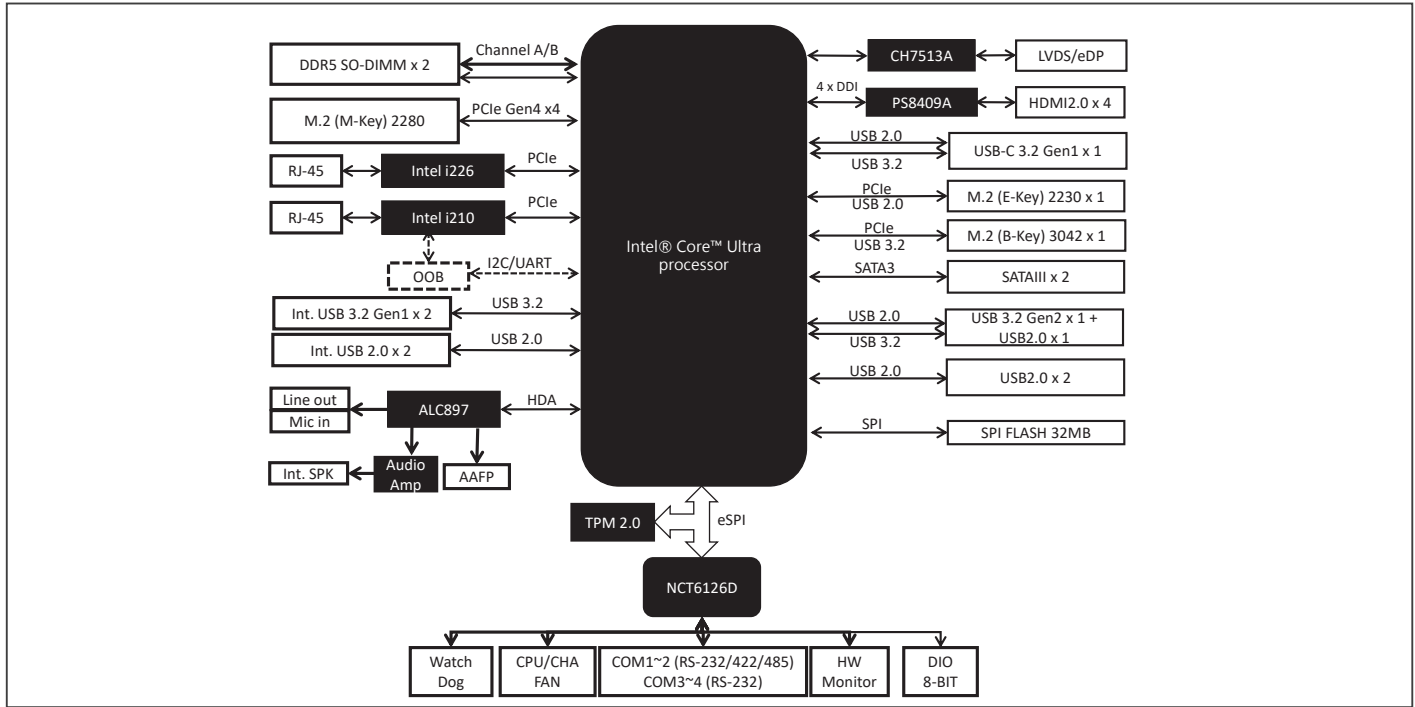 DDR5 SO-DIMM x 2
Channel A/B
M.2 (M-Key) 2280
PCIe Gen4 x4
RJ-45
Intel i226
PCIe
RJ-45
Intel i210
PCIe
OOB
I2C/UART
Int. USB 3.2 Gen1 x 2
USB 3.2
Int. USB 2.0 x 2
USB 2.0
Line out
Mic in
ALC897
HDA
Int. SPK
Audio
Amp
AAFP
Intel® Core™ Ultra
processor
CH7513A
LVDS/eDP
4 x DDI
PS8409A
HDMI2.0 x 4
USB 2.0
USB 3.2
USB-C 3.2 Gen1 x 1
PCIe
USB 2.0
M.2 (E-Key) 2230 x 1
PCIe
USB 3.2
M.2 (B-Key) 3042 x 1
SATA3
SATAIII x 2
USB 2.0
USB 3.2
USB 3.2 Gen2 x 1 +
USB2.0 x 1
USB 2.0
USB2.0 x 2
SPI
SPI FLASH 32MB
TPM 2.0
eSPI
NCT6126D
Watch
Dog
CPU/CHA
FAN
COM1~2 (RS-232/422/485)
COM3~4 (RS-232)
HW
Monitor
DIO
8-BIT